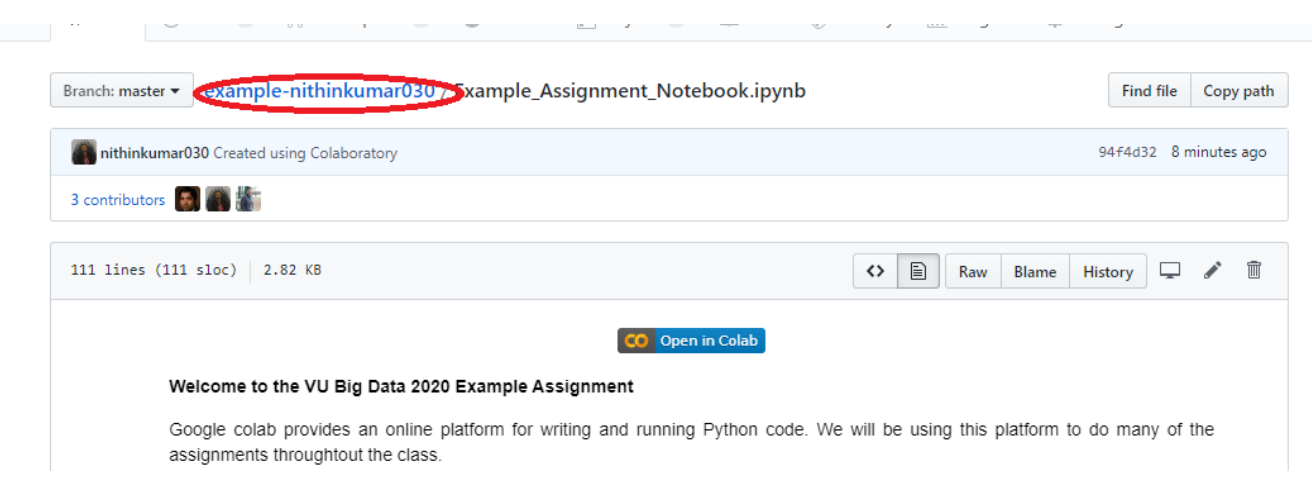 Branch: master example-nithinkumar030 / Example_Assignment_Notebook.ipynb Find file Copy path
nithinkumar030 Created using Colaboratory 94f4d32 8 minutes ago
3 contributors
111 lines (111 sloc) 2.82 KB <> Raw Blame History
CO Open in Colab
Welcome to the VU Big Data 2020 Example Assignment
Google colab provides an online platform for writing and running Python code. We will be using this platform to do many of the
assignments throughtout the class.